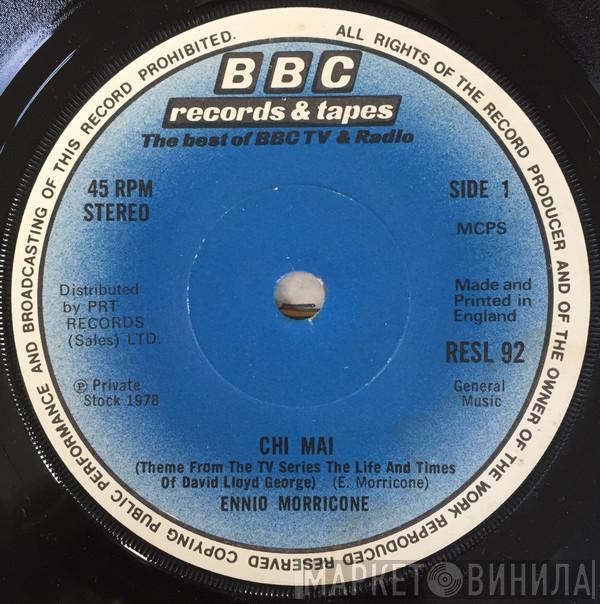 ALL RIGHTS OF THE RECORD PRODUCER AND OF THE OWNER OF THE WORK REPRODUCED RESERVED COPYING PUBLIC PERFORMANCE AND BROADCASTING OF THIS RECORD PROHIBITED.
BBC
records & tapes
The best of BBC TV & Radio
45 RPM
STEREO
SIDE 1
MCPS
Distributed
by PRT
RECORDS
(Sales) LTD.
Made and
Printed in
England
RESL 92
℗ Private
Stock 1978
General
Music
CHI MAI
(Theme From The TV Series The Life And Times
Of David Lloyd George) (E. Morricone)
ENNIO MORRICONE
МАРКЕТ ВИНИЛА